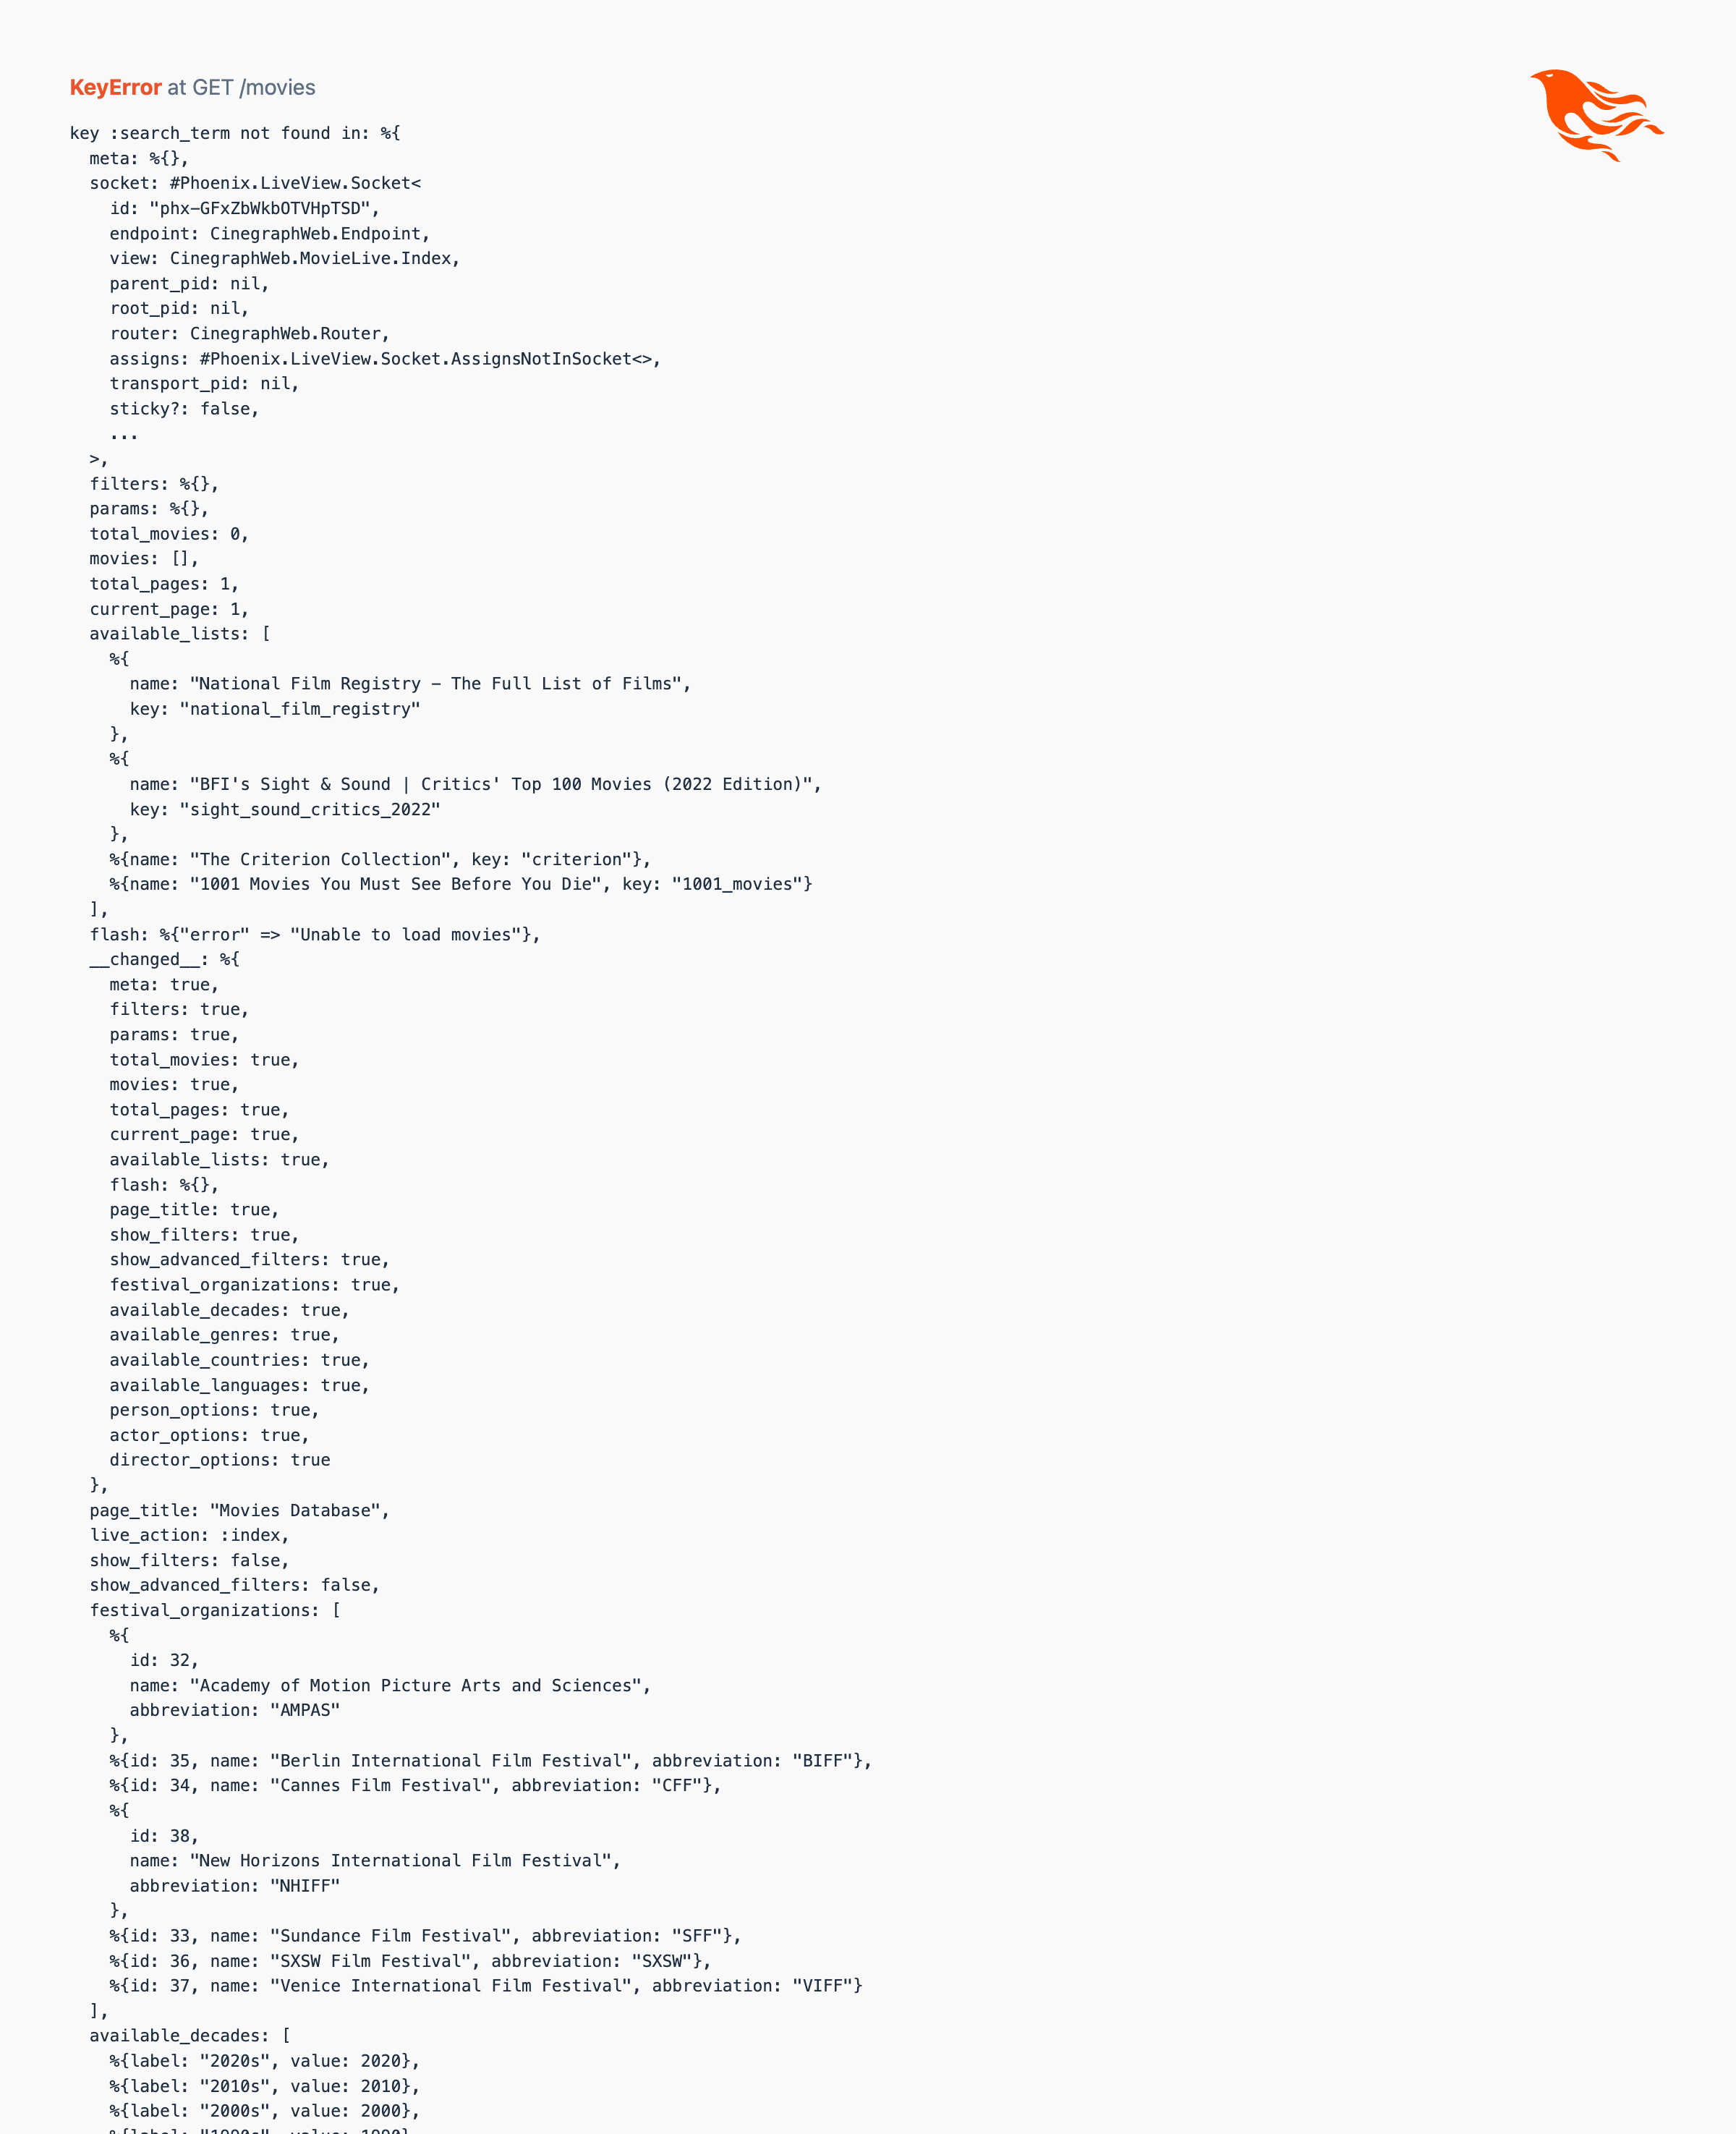 KeyError at GET /movies
key :search_term not found in: %{
  meta: %{},
  socket: #Phoenix.LiveView.Socket<
    id: "phx-GFxZbWkbOTVHpTSD",
    endpoint: CinegraphWeb.Endpoint,
    view: CinegraphWeb.MovieLive.Index,
    parent_pid: nil,
    root_pid: nil,
    router: CinegraphWeb.Router,
    assigns: #Phoenix.LiveView.Socket.AssignsNotInSocket<>,
    transport_pid: nil,
    sticky?: false,
    ...
  >,
  filters: %{},
  params: %{},
  total_movies: 0,
  movies: [],
  total_pages: 1,
  current_page: 1,
  available_lists: [
    %{
      name: "National Film Registry - The Full List of Films",
      key: "national_film_registry"
    },
    %{
      name: "BFI's Sight & Sound | Critics' Top 100 Movies (2022 Edition)",
      key: "sight_sound_critics_2022"
    },
    %{name: "The Criterion Collection", key: "criterion"},
    %{name: "1001 Movies You Must See Before You Die", key: "1001_movies"}
  ],
  flash: %{"error" => "Unable to load movies"},
  __changed__: %{
    meta: true,
    filters: true,
    params: true,
    total_movies: true,
    movies: true,
    total_pages: true,
    current_page: true,
    available_lists: true,
    flash: %{},
    page_title: true,
    show_filters: true,
    show_advanced_filters: true,
    festival_organizations: true,
    available_decades: true,
    available_genres: true,
    available_countries: true,
    available_languages: true,
    person_options: true,
    actor_options: true,
    director_options: true
  },
  page_title: "Movies Database",
  live_action: :index,
  show_filters: false,
  show_advanced_filters: false,
  festival_organizations: [
    %{
      id: 32,
      name: "Academy of Motion Picture Arts and Sciences",
      abbreviation: "AMPAS"
    },
    %{id: 35, name: "Berlin International Film Festival", abbreviation: "BIFF"},
    %{id: 34, name: "Cannes Film Festival", abbreviation: "CFF"},
    %{
      id: 38,
      name: "New Horizons International Film Festival",
      abbreviation: "NHIFF"
    },
    %{id: 33, name: "Sundance Film Festival", abbreviation: "SFF"},
    %{id: 36, name: "SXSW Film Festival", abbreviation: "SXSW"},
    %{id: 37, name: "Venice International Film Festival", abbreviation: "VIFF"}
  ],
  available_decades: [
    %{label: "2020s", value: 2020},
    %{label: "2010s", value: 2010},
    %{label: "2000s", value: 2000},
    %{label: "1990s", value: 1990},